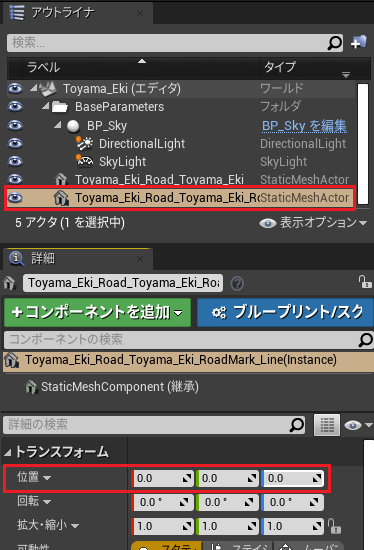 アウトライナ
検索...
ラベル タイプ
Toyama_Eki (エディタ) ワールド
BaseParameters フォルダ
BP_Sky BP_Sky を編集
DirectionalLight DirectionalLight
SkyLight SkyLight
Toyama_Eki_Road_Toyama_Eki StaticMeshActor
Toyama_Eki_Road_Toyama_Eki_Ro StaticMeshActor
5 アクタ (1 を選択中) 表示オプション
詳細
Toyama_Eki_Road_Toyama_Eki_Roa
+コンポーネントを追加 ブループリント/スク
コンポーネントの検索
Toyama_Eki_Road_Toyama_Eki_RoadMark_Line(Instance)
StaticMeshComponent (継承)
詳細の検索
トランスフォーム
位置 0.0 0.0 0.0
回転 0.0 ° 0.0 ° 0.0 °
拡大・縮小 1.0 1.0 1.0
可動性 スタテ ステイシ ムーバ